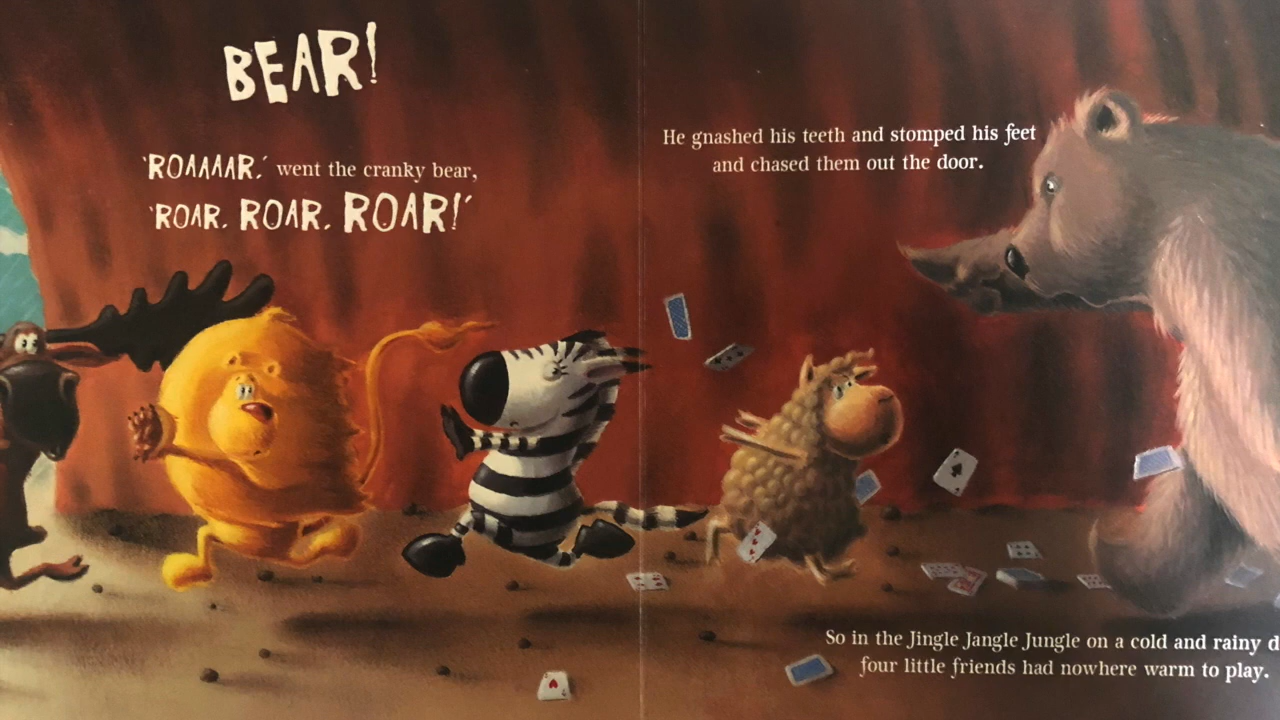 BEAR!
'ROAAAAR,' went the cranky bear,
'ROAR, ROAR, ROAR!'
He gnashed his teeth and stomped his feet
and chased them out the door.
So in the Jingle Jangle Jungle on a cold and rainy d
four little friends had nowhere warm to play.